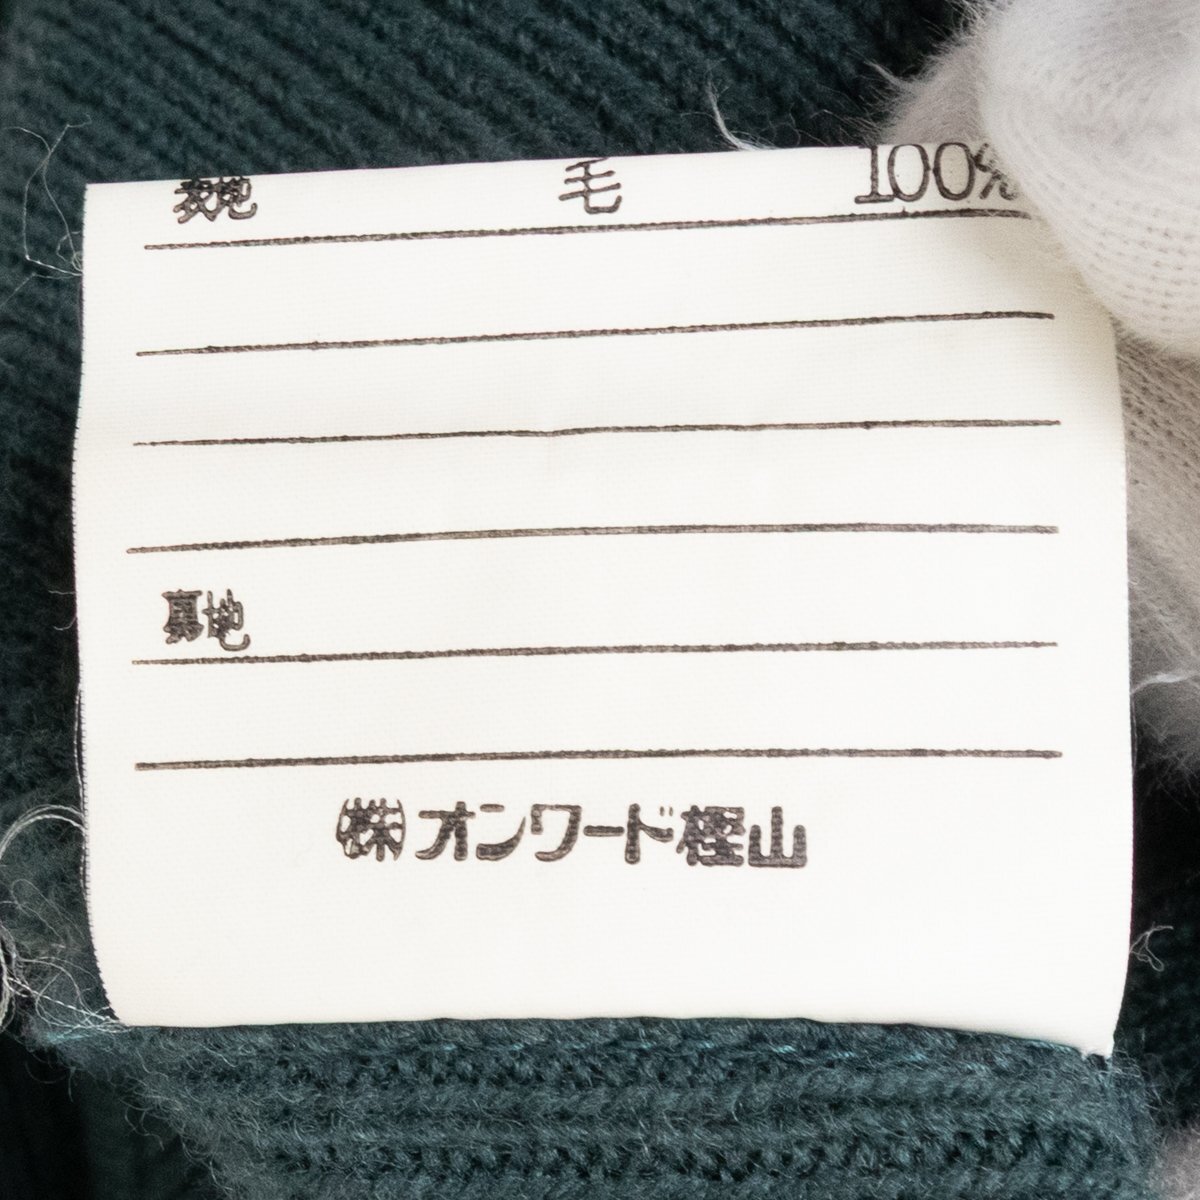 表地 毛 100%
裏地
㈱オンワード樫山